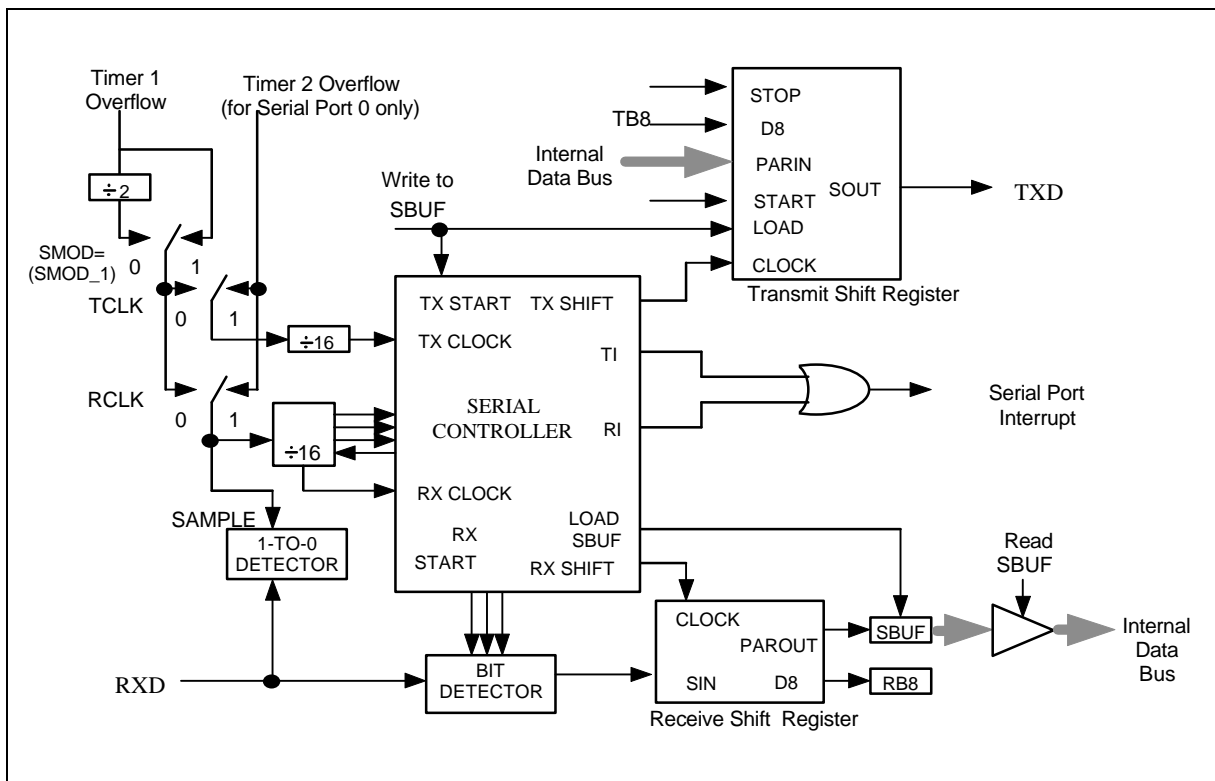 Timer 1
Overflow
Timer 2 Overflow
(for Serial Port 0 only)
÷2
SMOD=
(SMOD_1)
0
1
TCLK
0
1
÷16
RCLK
0
1
÷16
SAMPLE
1-TO-0
DETECTOR
RXD
BIT
DETECTOR
Write to
SBUF
TX START
TX SHIFT
TX CLOCK
TI
SERIAL
CONTROLLER
RI
RX CLOCK
LOAD
SBUF
RX
START
RX SHIFT
TB8
Internal
Data Bus
STOP
D8
PARIN
SOUT
START
LOAD
CLOCK
Transmit Shift Register
TXD
Serial Port
Interrupt
CLOCK
PAROUT
SIN
D8
Receive Shift Register
SBUF
RB8
Read
SBUF
Internal
Data
Bus